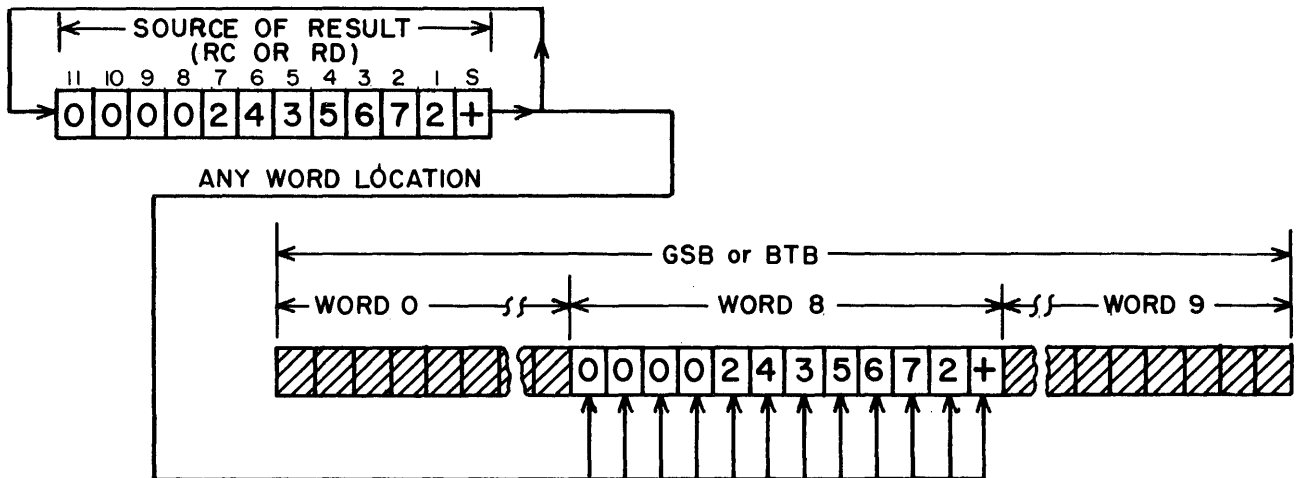 SOURCE OF RESULT
(RC OR RD)
11 10 9 8 7 6 5 4 3 2 1 S
0 0 0 0 2 4 3 5 6 7 2 +
ANY WORD LOCATION
GSB or BTB
WORD 0 WORD 8 WORD 9
0 0 0 0 2 4 3 5 6 7 2 +